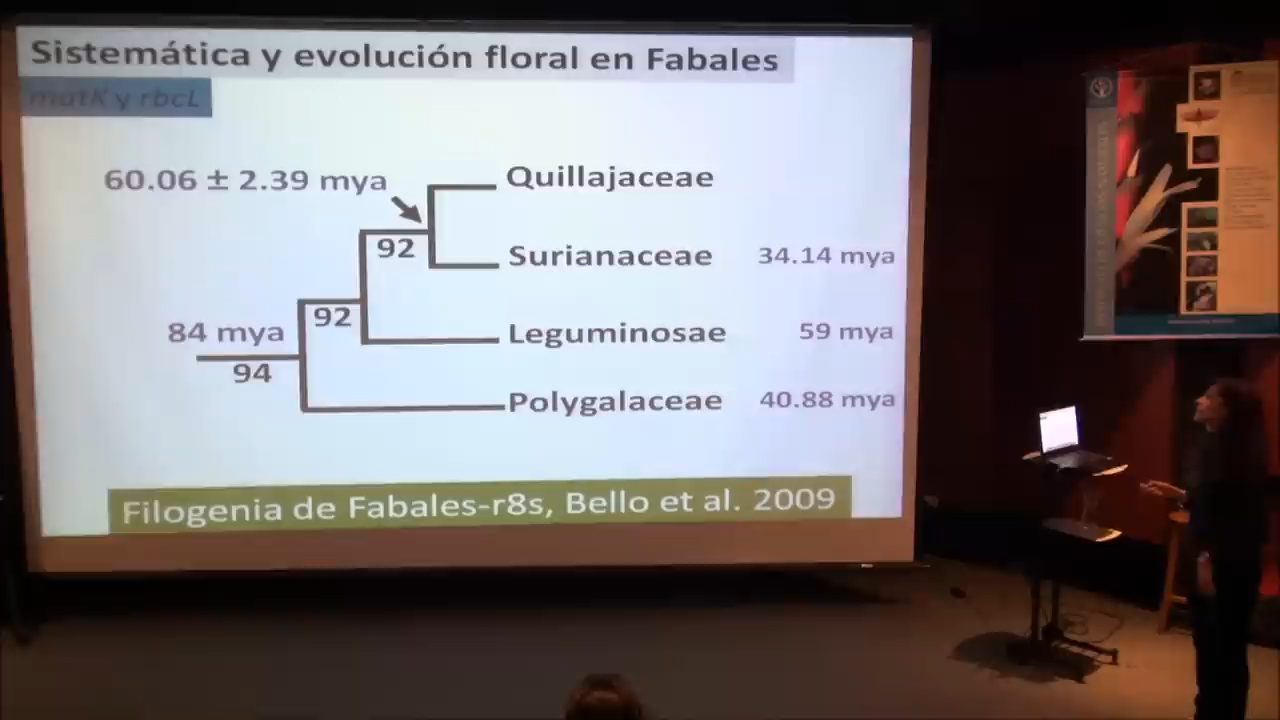 Sistemática y evolución floral en Fabales
matK y rbcL
60.06 ± 2.39 mya
Quillajaceae
92
Surianaceae 34.14 mya
92
84 mya
Leguminosae 59 mya
94
Polygalaceae 40.88 mya
Filogenia de Fabales-r8s, Bello et al. 2009